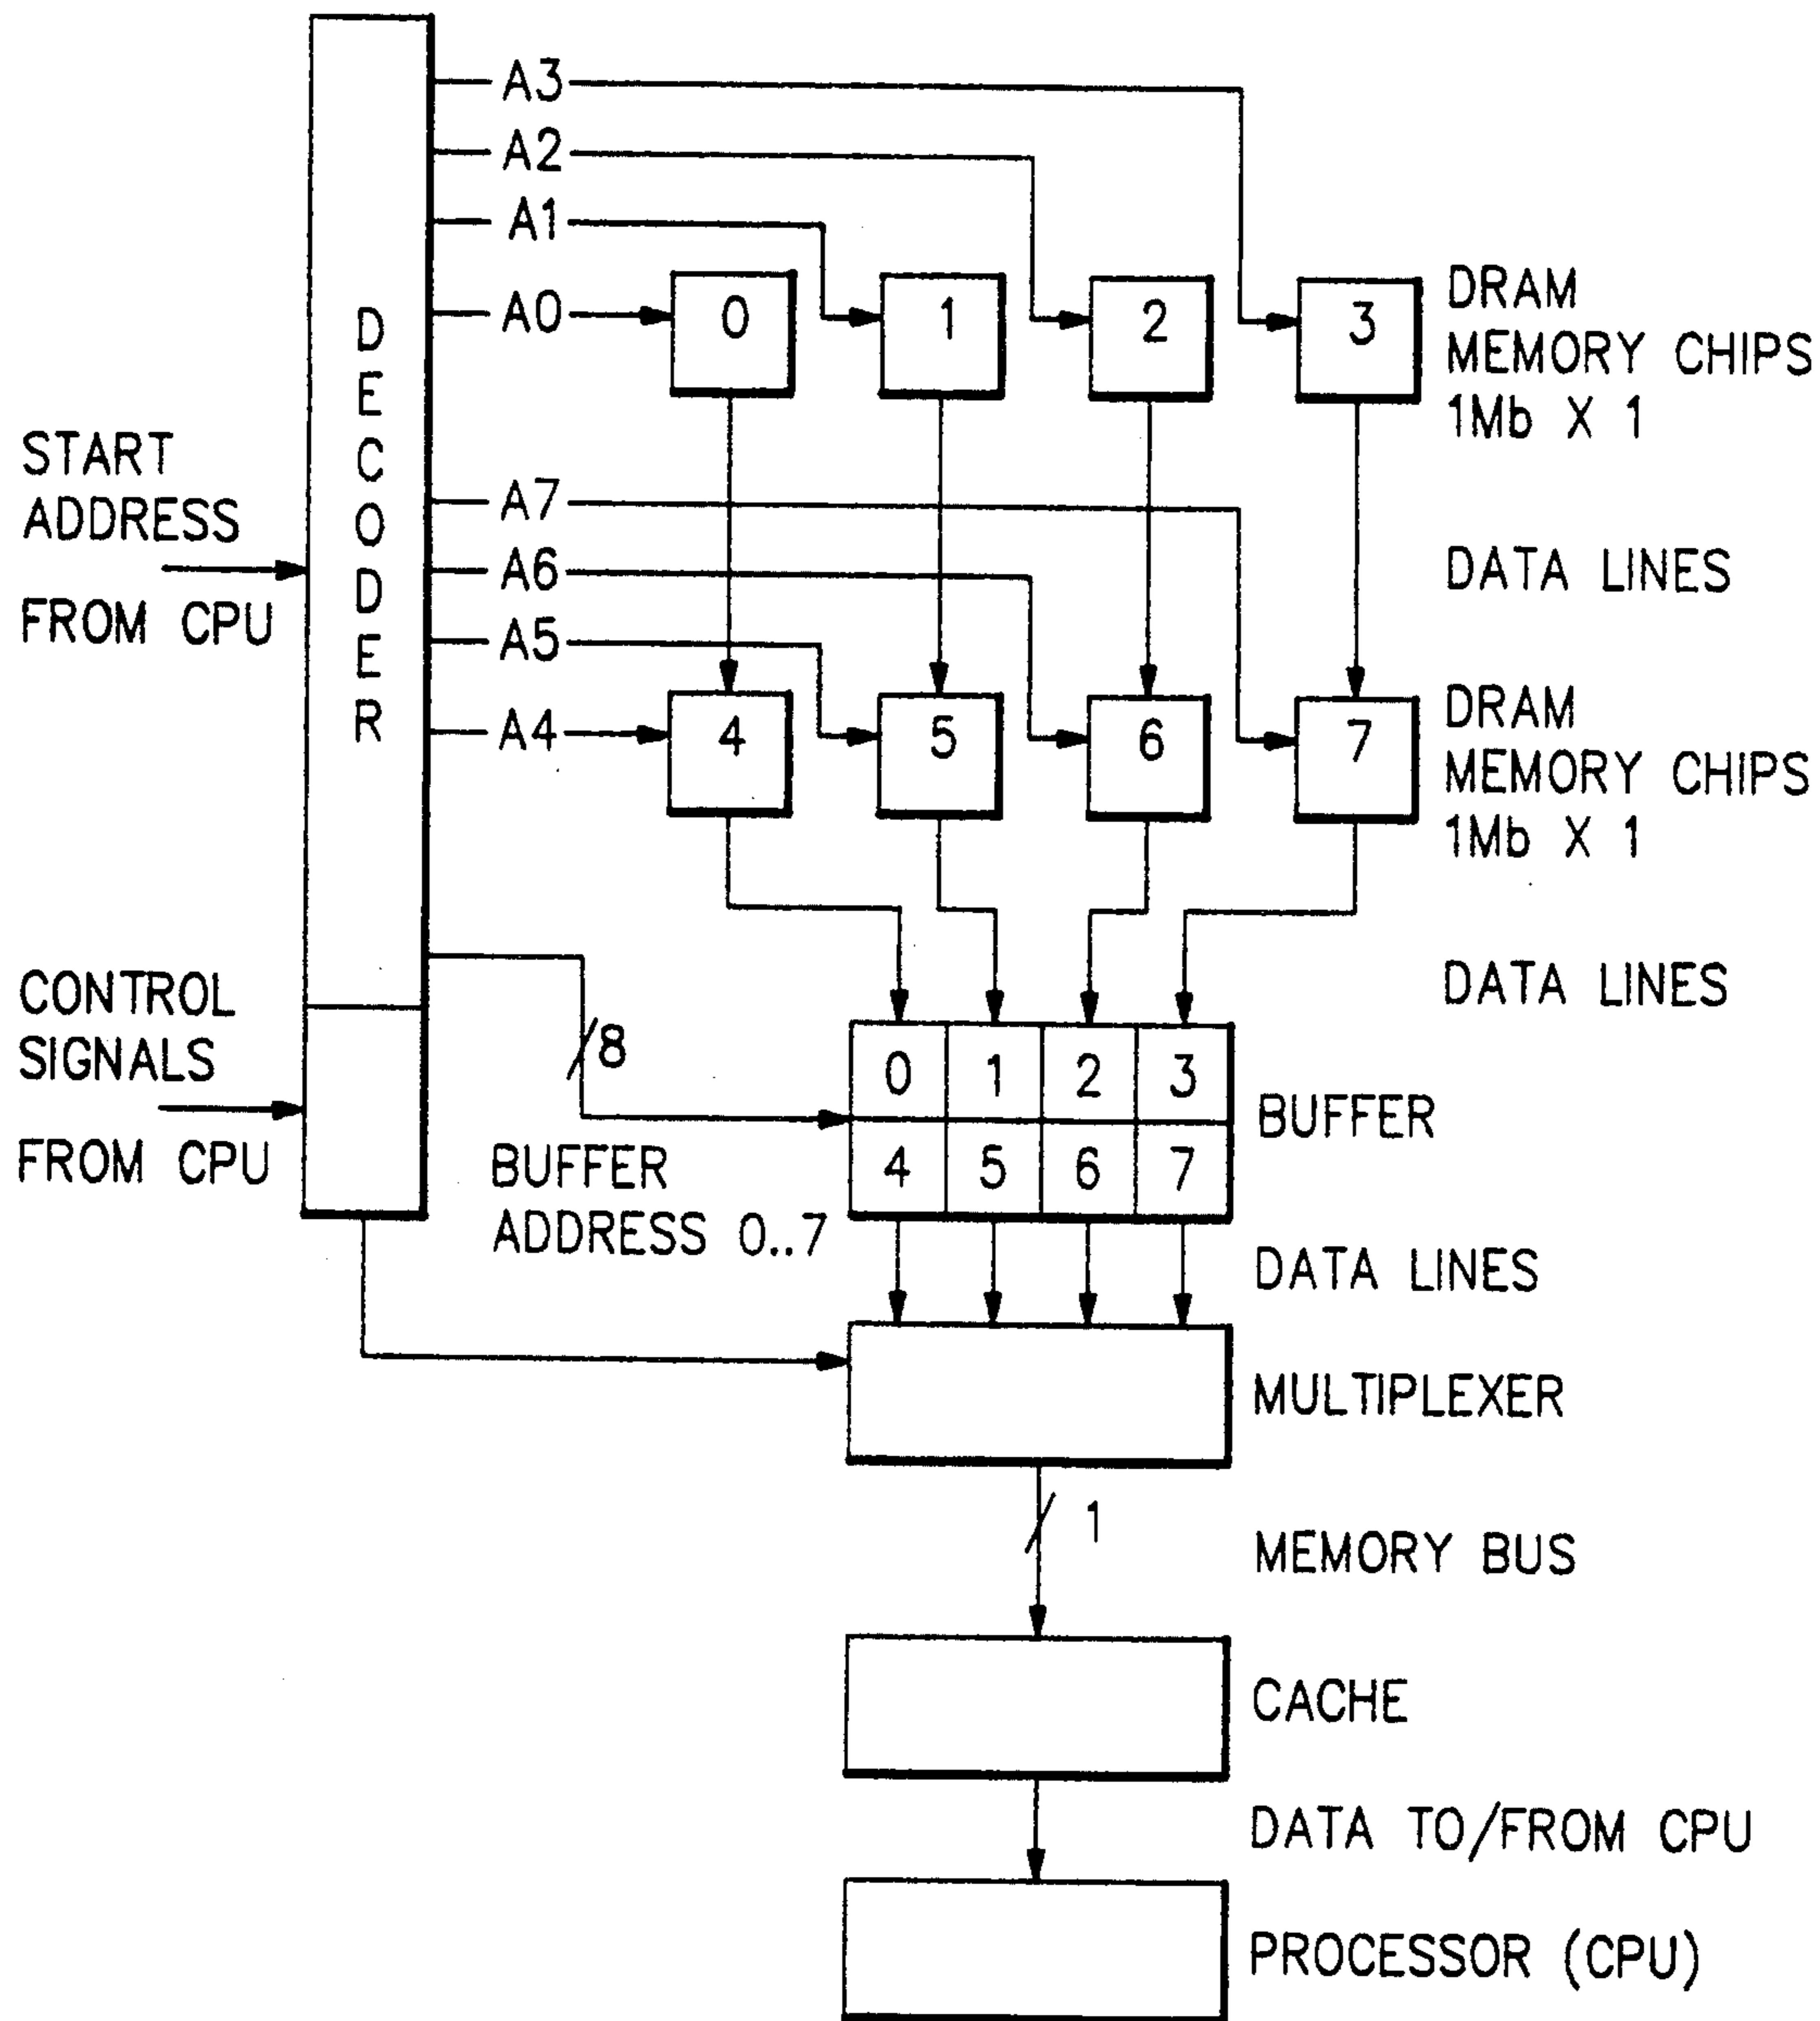 A3
A2
A1
A0
0
1
2
3
DRAM
MEMORY CHIPS
1Mb X 1
DECODER
START
ADDRESS
FROM CPU
A7
A6
A5
A4
DATA LINES
4
5
6
7
DRAM
MEMORY CHIPS
1Mb X 1
DATA LINES
CONTROL
SIGNALS
FROM CPU
8
BUFFER
ADDRESS 0..7
0 1 2 3
4 5 6 7
BUFFER
DATA LINES
MULTIPLEXER
1
MEMORY BUS
CACHE
DATA TO/FROM CPU
PROCESSOR (CPU)